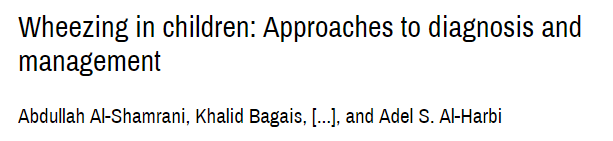 Wheezing in children: Approaches to diagnosis and
management
Abdullah Al-Shamrani, Khalid Bagais, [...], and Adel S. Al-Harbi